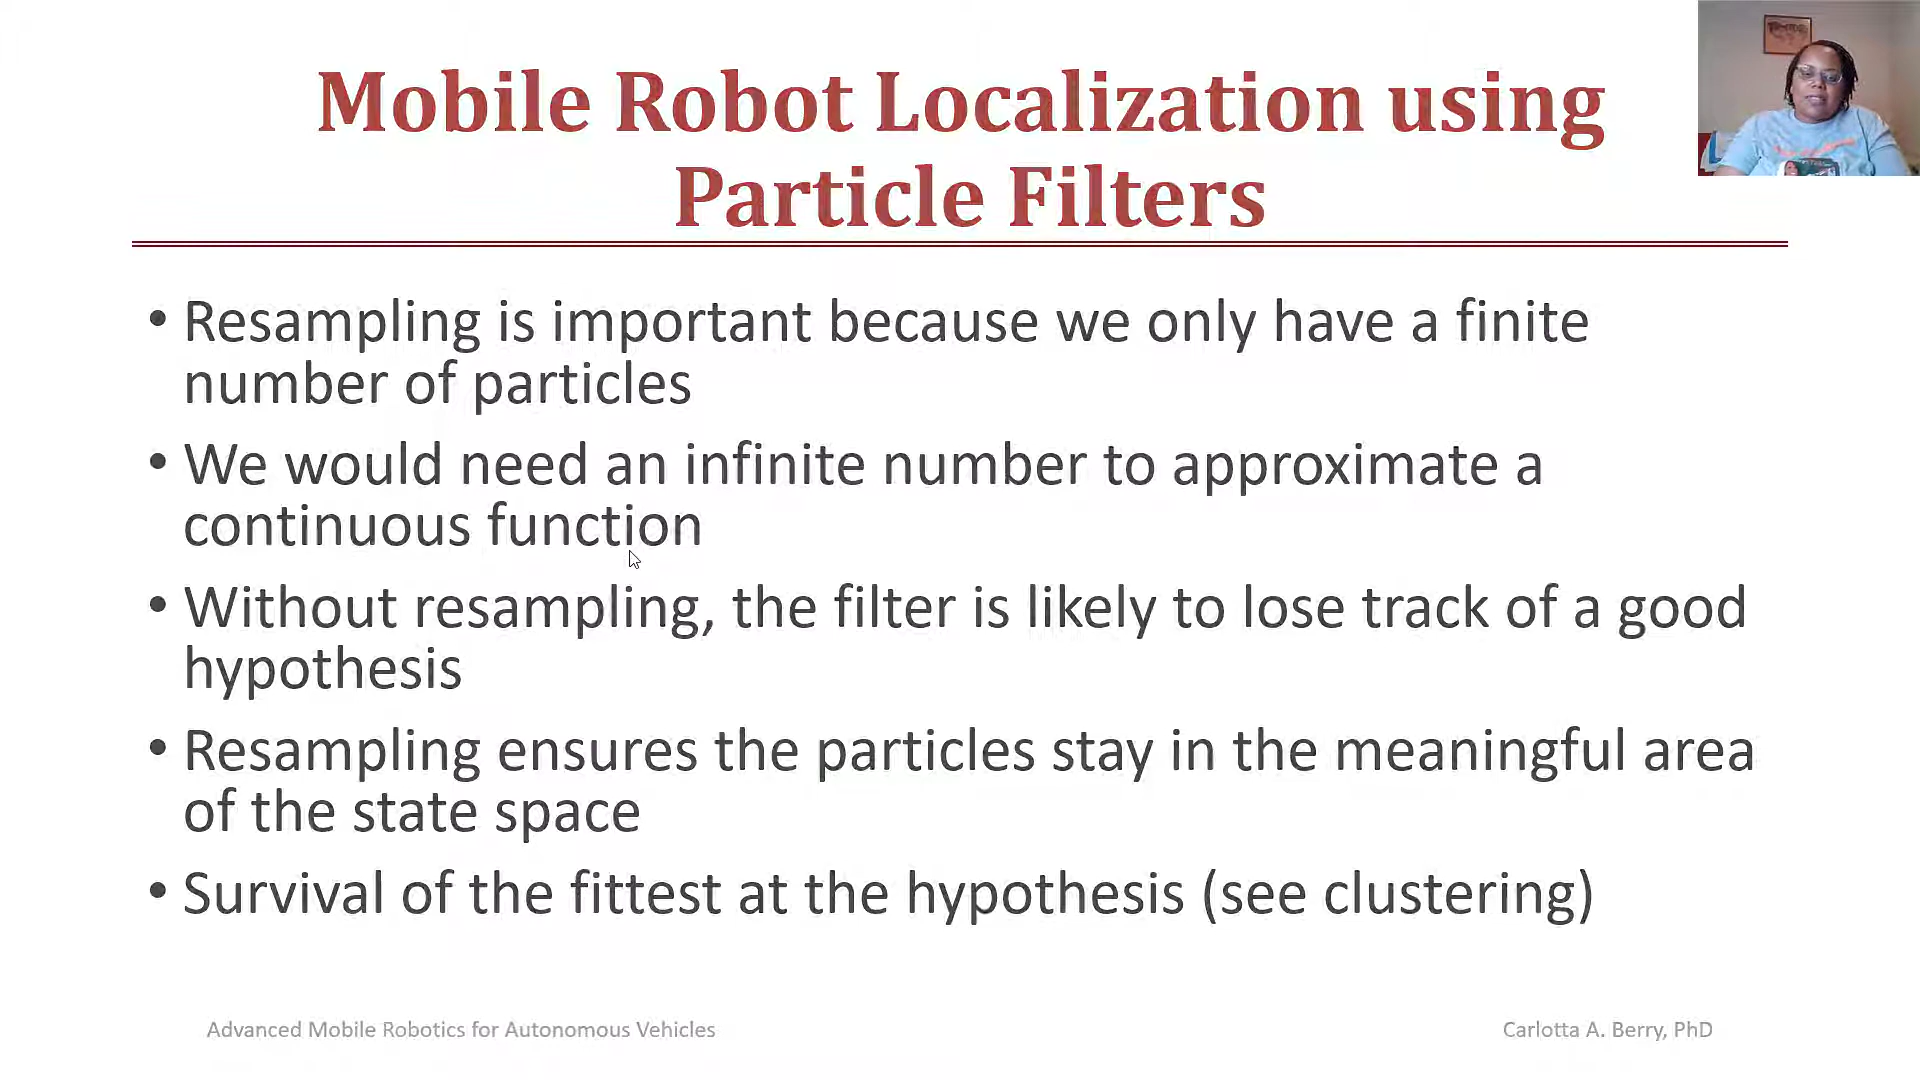 Mobile Robot Localization using
Particle Filters
• Resampling is important because we only have a finite
number of particles
• We would need an infinite number to approximate a
continuous function
• Without resampling, the filter is likely to lose track of a good
hypothesis
• Resampling ensures the particles stay in the meaningful area
of the state space
• Survival of the fittest at the hypothesis (see clustering)
Advanced Mobile Robotics for Autonomous Vehicles
Carlotta A. Berry, PhD